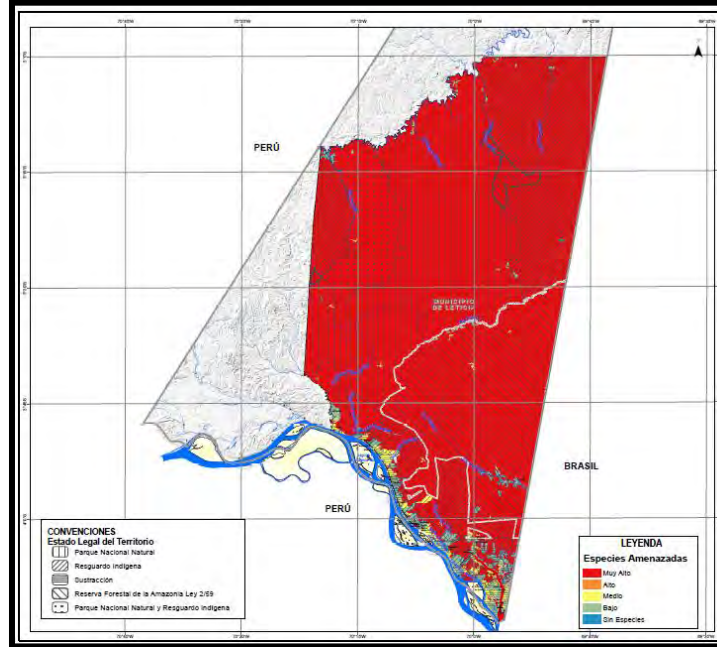 PERÚ
MUNICIPIO
DE LETICIA
BRASIL
PERÚ
CONVENCIONES
Estado Legal del Territorio
Parque Nacional Natural
Resguardo Indigena
Sustracción
Reserva Forestal de la Amazonia Ley 2/59
Parque Nacional Natural y Resguardo Indigena
LEYENDA
Especies Amenazadas
Muy Alto
Alto
Medio
Bajo
Sin Especies